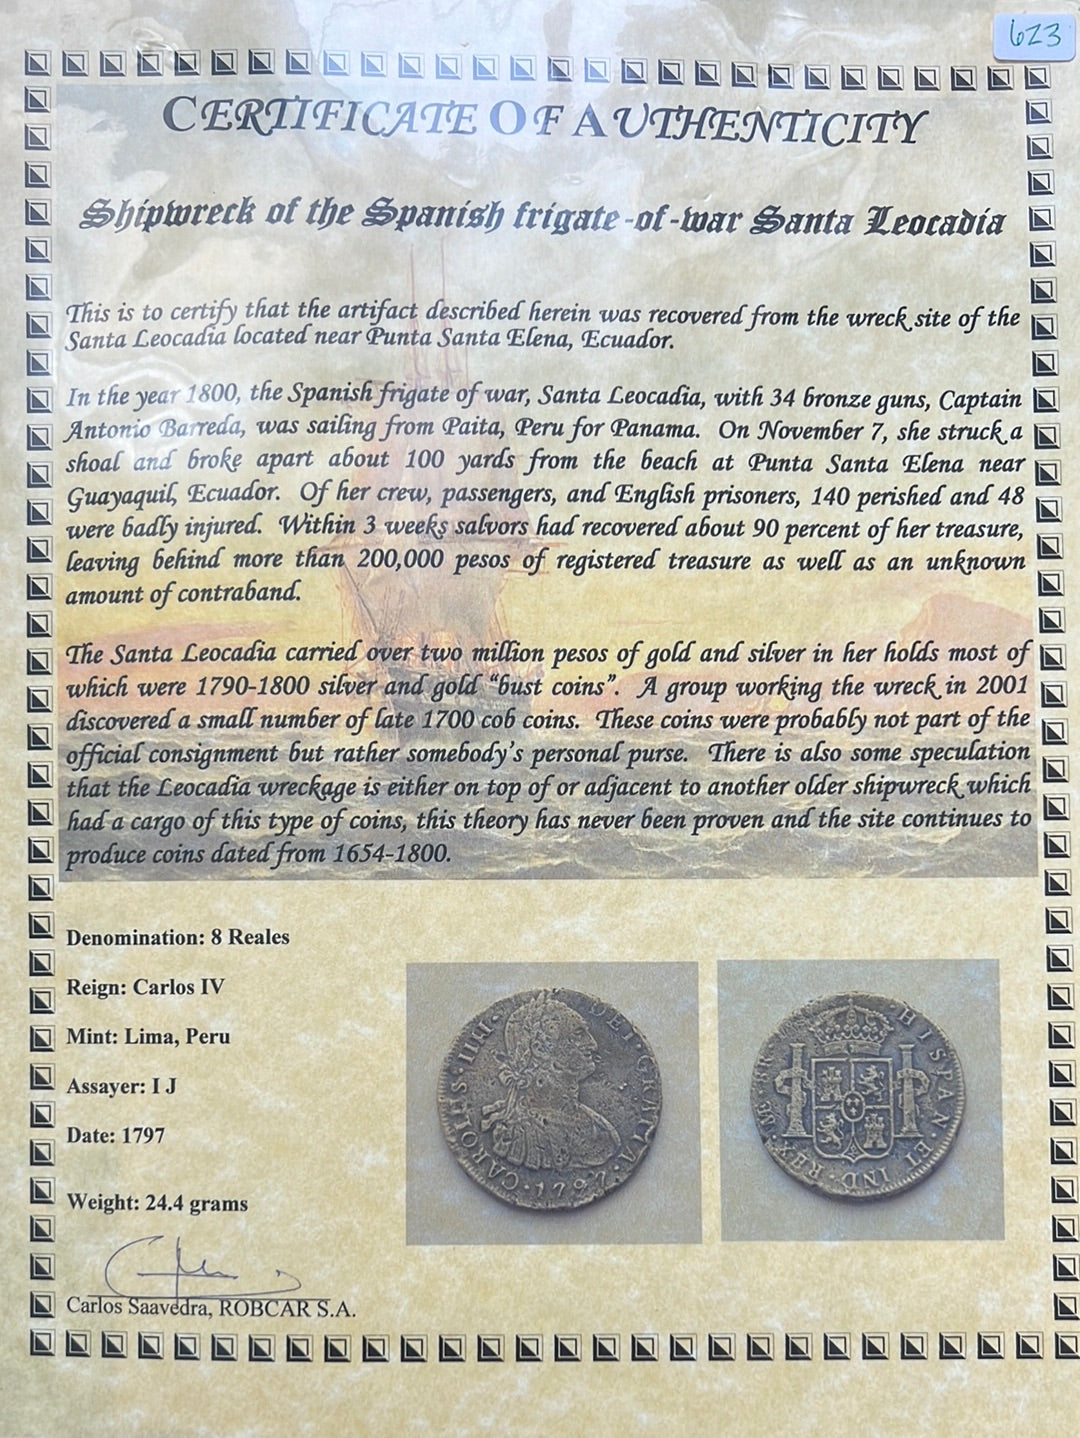 623
CERTIFICATE OF AUTHENTICITY
Shipwreck of the Spanish frigate-of-war Santa Leocadia
This is to certify that the artifact described herein was recovered from the wreck site of the
Santa Leocadia located near Punta Santa Elena, Ecuador.
In the year 1800, the Spanish frigate of war, Santa Leocadia, with 34 bronze guns, Captain
Antonio Barreda, was sailing from Paita, Peru for Panama. On November 7, she struck a
shoal and broke apart about 100 yards from the beach at Punta Santa Elena near
Guayaquil, Ecuador. Of her crew, passengers, and English prisoners, 140 perished and 48
were badly injured. Within 3 weeks salvors had recovered about 90 percent of her treasure,
leaving behind more than 200,000 pesos of registered treasure as well as an unknown
amount of contraband.
The Santa Leocadia carried over two million pesos of gold and silver in her holds most of
which were 1790-1800 silver and gold “bust coins”. A group working the wreck in 2001
discovered a small number of late 1700 cob coins. These coins were probably not part of the
official consignment but rather somebody’s personal purse. There is also some speculation
that the Leocadia wreckage is either on top of or adjacent to another older shipwreck which
had a cargo of this type of coins, this theory has never been proven and the site continues to
produce coins dated from 1654-1800.
Denomination: 8 Reales
Reign: Carlos IV
Mint: Lima, Peru
Assayer: I J
Date: 1797
Weight: 24.4 grams
Carlos Saavedra, ROBCAR S.A.
CAROLUS·IIII· DEI·GRATIA·
·1797·
HISPAN·ET IND·REX